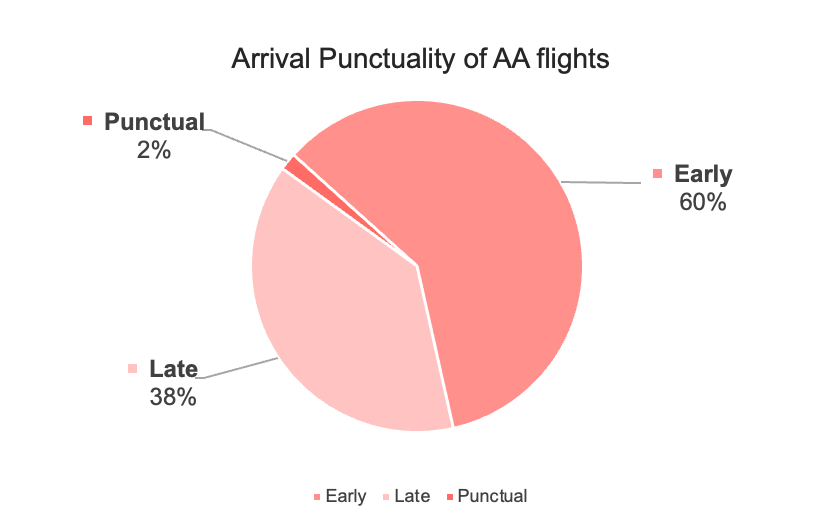 Arrival Punctuality of AA flights
Punctual
2%
Early
60%
Late
38%
Early Late Punctual